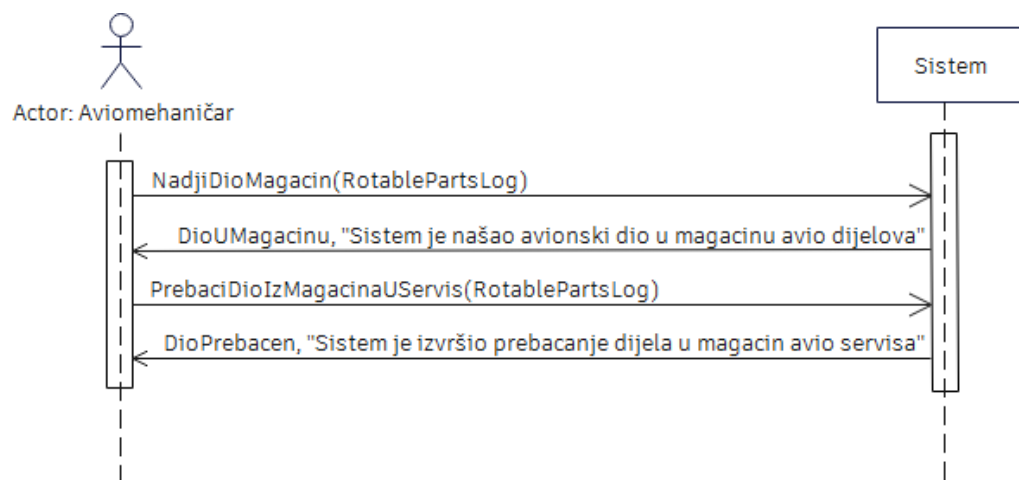 Sistem
Actor: Aviomehaničar
NadjiDioMagacin(RotablePartsLog)
DioUMagacinu, "Sistem je našao avionski dio u magacinu avio dijelova"
PrebaciDioIzMagacinaUServis(RotablePartsLog)
DioPrebacen, "Sistem je izvršio prebacanje dijela u magacin avio servisa"